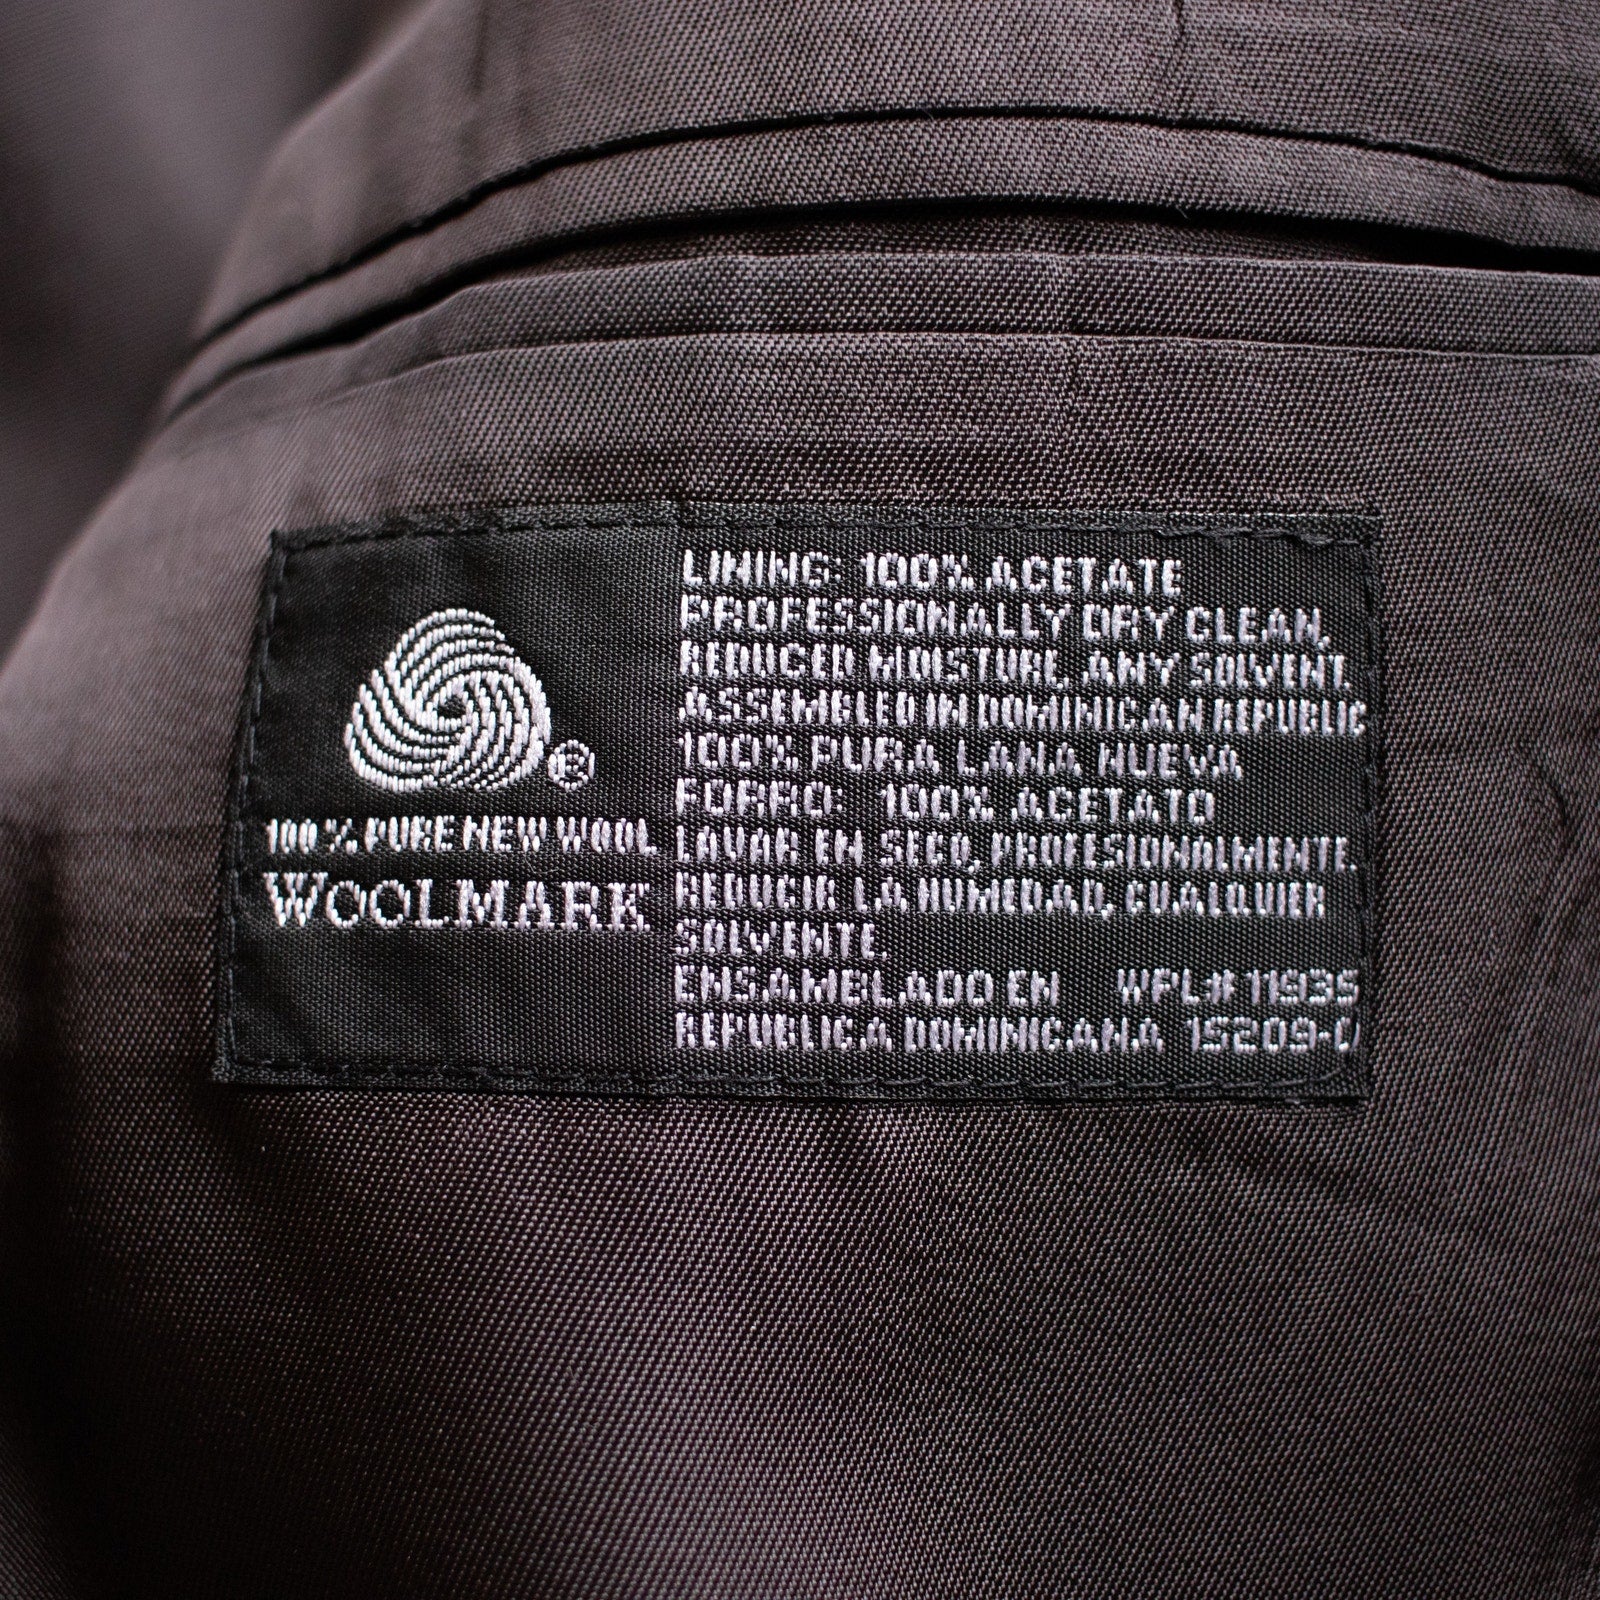 ®
100% PURE NEW WOOL
WOOLMARK
LINING: 100% ACETATE
PROFESSIONALLY DRY CLEAN,
REDUCED MOISTURE, ANY SOLVENT.
ASSEMBLED IN DOMINICAN REPUBLIC
100% PURA LANA NUEVA
FORRO: 100% ACETATO
LAVAR EN SECO, PROFESIONALMENTE.
REDUCIR LA HUMEDAD, CUALQUIER
SOLVENTE.
ENSAMBLADO EN WPL# 11935
REPUBLICA DOMINICANA